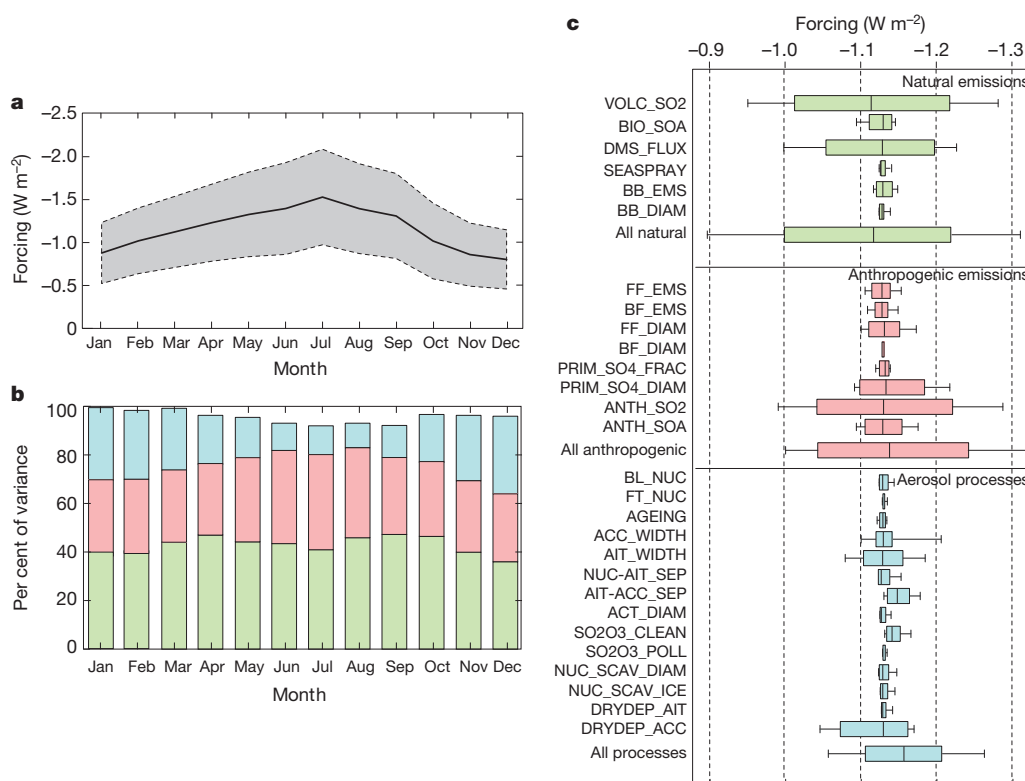 a
Forcing (W m−2)
−2.5
−2.0
−1.5
−1.0
−0.5
0
Jan Feb Mar Apr May Jun Jul Aug Sep Oct Nov Dec
Month
b
Per cent of variance
100
80
60
40
20
0
Jan Feb Mar Apr May Jun Jul Aug Sep Oct Nov Dec
Month
c
Forcing (W m−2)
−0.9 −1.0 −1.1 −1.2 −1.3
Natural emissions
VOLC_SO2
BIO_SOA
DMS_FLUX
SEASPRAY
BB_EMS
BB_DIAM
All natural
Anthropogenic emissions
FF_EMS
BF_EMS
FF_DIAM
BF_DIAM
PRIM_SO4_FRAC
PRIM_SO4_DIAM
ANTH_SO2
ANTH_SOA
All anthropogenic
Aerosol processes
BL_NUC
FT_NUC
AGEING
ACC_WIDTH
AIT_WIDTH
NUC-AIT_SEP
AIT-ACC_SEP
ACT_DIAM
SO2O3_CLEAN
SO2O3_POLL
NUC_SCAV_DIAM
NUC_SCAV_ICE
DRYDEP_AIT
DRYDEP_ACC
All processes